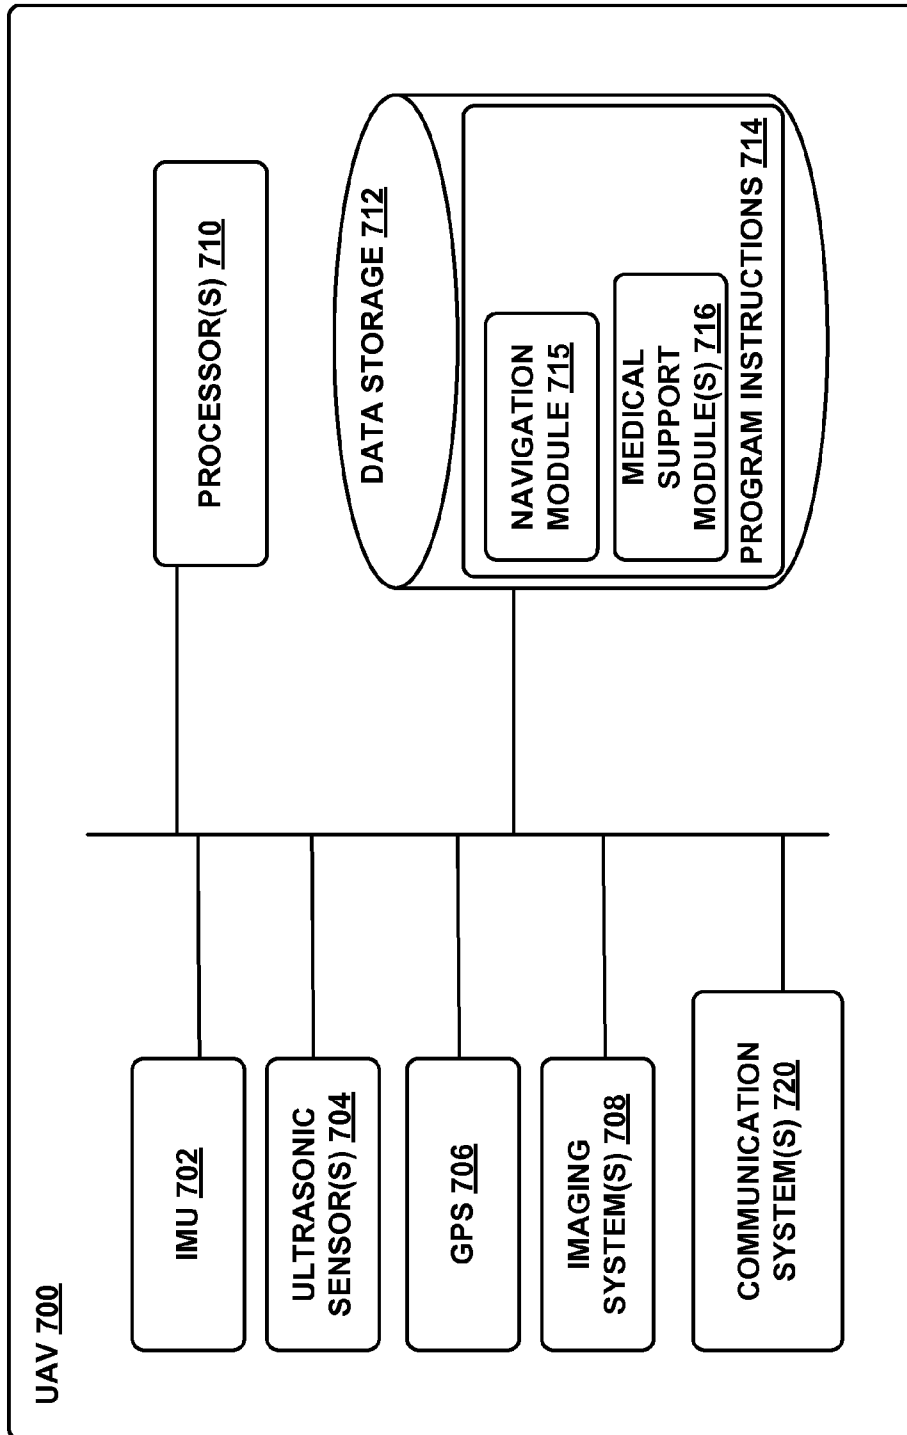 UAV 700
IMU 702
ULTRASONIC
SENSOR(S) 704
GPS 706
IMAGING
SYSTEM(S) 708
COMMUNICATION
SYSTEM(S) 720
PROCESSOR(S) 710
DATA STORAGE 712
NAVIGATION
MODULE 715
MEDICAL
SUPPORT
MODULE(S) 716
PROGRAM INSTRUCTIONS 714